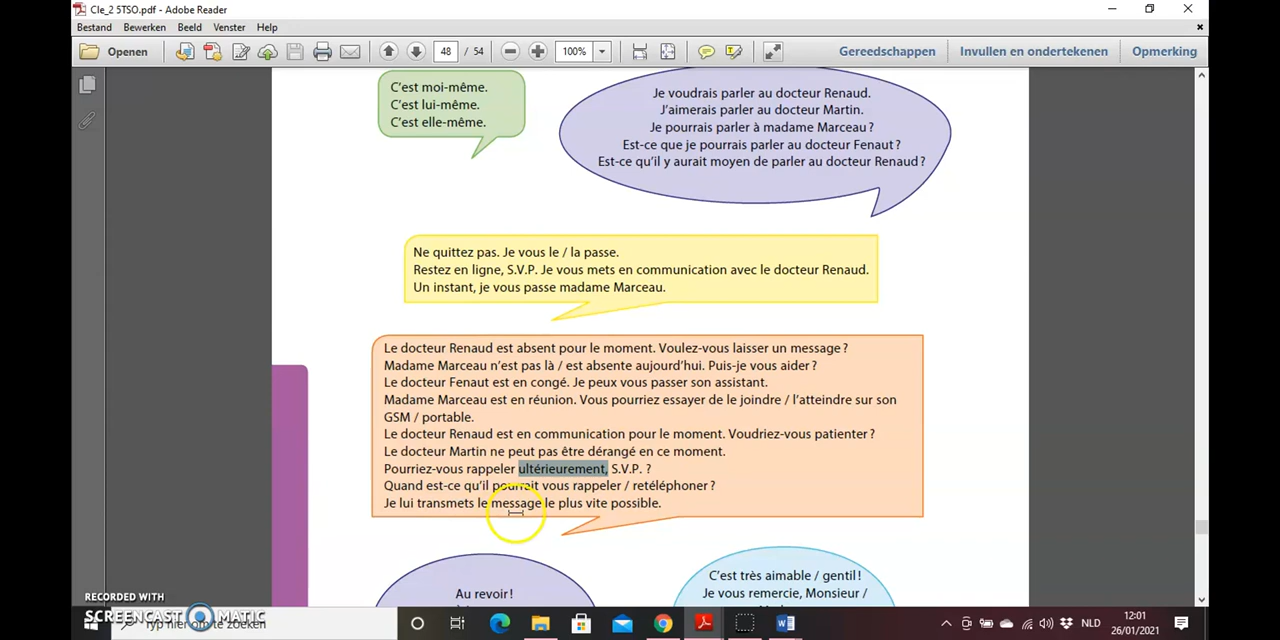 Cle_2 5TSO.pdf - Adobe Reader
Bestand Bewerken Beeld Venster Help
Openen
48 / 54
100%
Gereedschappen
Invullen en ondertekenen
Opmerking
C'est moi-même.
C'est lui-même.
C'est elle-même.
Je voudrais parler au docteur Renaud.
J'aimerais parler au docteur Martin.
Je pourrais parler à madame Marceau ?
Est-ce que je pourrais parler au docteur Fenaut ?
Est-ce qu'il y aurait moyen de parler au docteur Renaud ?
Ne quittez pas. Je vous le / la passe.
Restez en ligne, S.V.P. Je vous mets en communication avec le docteur Renaud.
Un instant, je vous passe madame Marceau.
Le docteur Renaud est absent pour le moment. Voulez-vous laisser un message ?
Madame Marceau n'est pas là / est absente aujourd'hui. Puis-je vous aider ?
Le docteur Fenaut est en congé. Je peux vous passer son assistant.
Madame Marceau est en réunion. Vous pourriez essayer de le joindre / l'atteindre sur son
GSM / portable.
Le docteur Renaud est en communication pour le moment. Voudriez-vous patienter ?
Le docteur Martin ne peut pas être dérangé en ce moment.
Pourriez-vous rappeler ultérieurement, S.V.P. ?
Quand est-ce qu'il pourrait vous rappeler / retéléphoner ?
Je lui transmets le message le plus vite possible.
Au revoir !
C'est très aimable / gentil !
Je vous remercie, Monsieur /
RECORDED WITH
SCREENCAST MATIC
Typ hier om te zoeken
NLD
12:01
26/01/2021